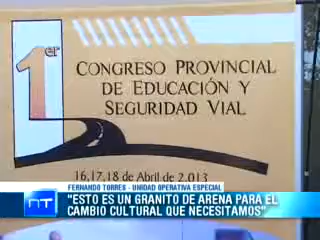 1er
CONGRESO PROVINCIAL
DE EDUCACIÓN Y
SEGURIDAD VIAL
16,17,18 de Abril de 2.013
FERNANDO TORRES - UNIDAD OPERATIVA ESPECIAL
"ESTO ES UN GRANITO DE ARENA PARA EL
CAMBIO CULTURAL QUE NECESITAMOS"
nt